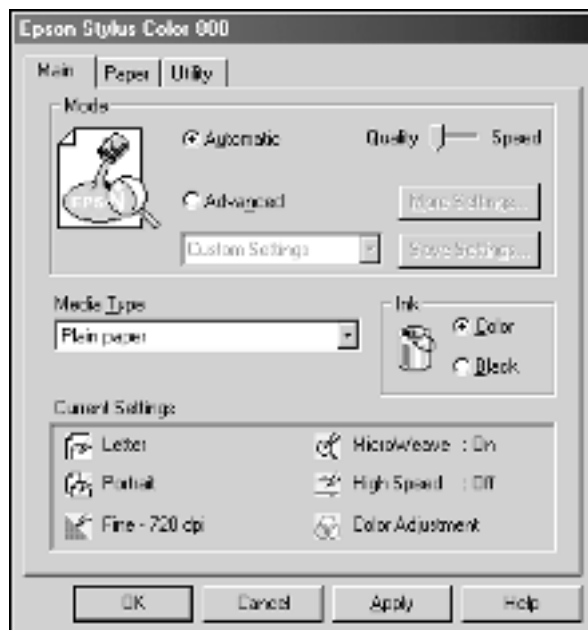 Epson Stylus Color 800
Main Paper Utility
Mode
Automatic Quality Speed
EPSON
Advanced More Settings...
Custom Settings Save Settings...
Media Type
Plain paper
Ink
Color
Black
Current Settings
Letter MicroWeave : On
Portrait High Speed : Off
Fine - 720 dpi Color Adjustment
OK Cancel Apply Help